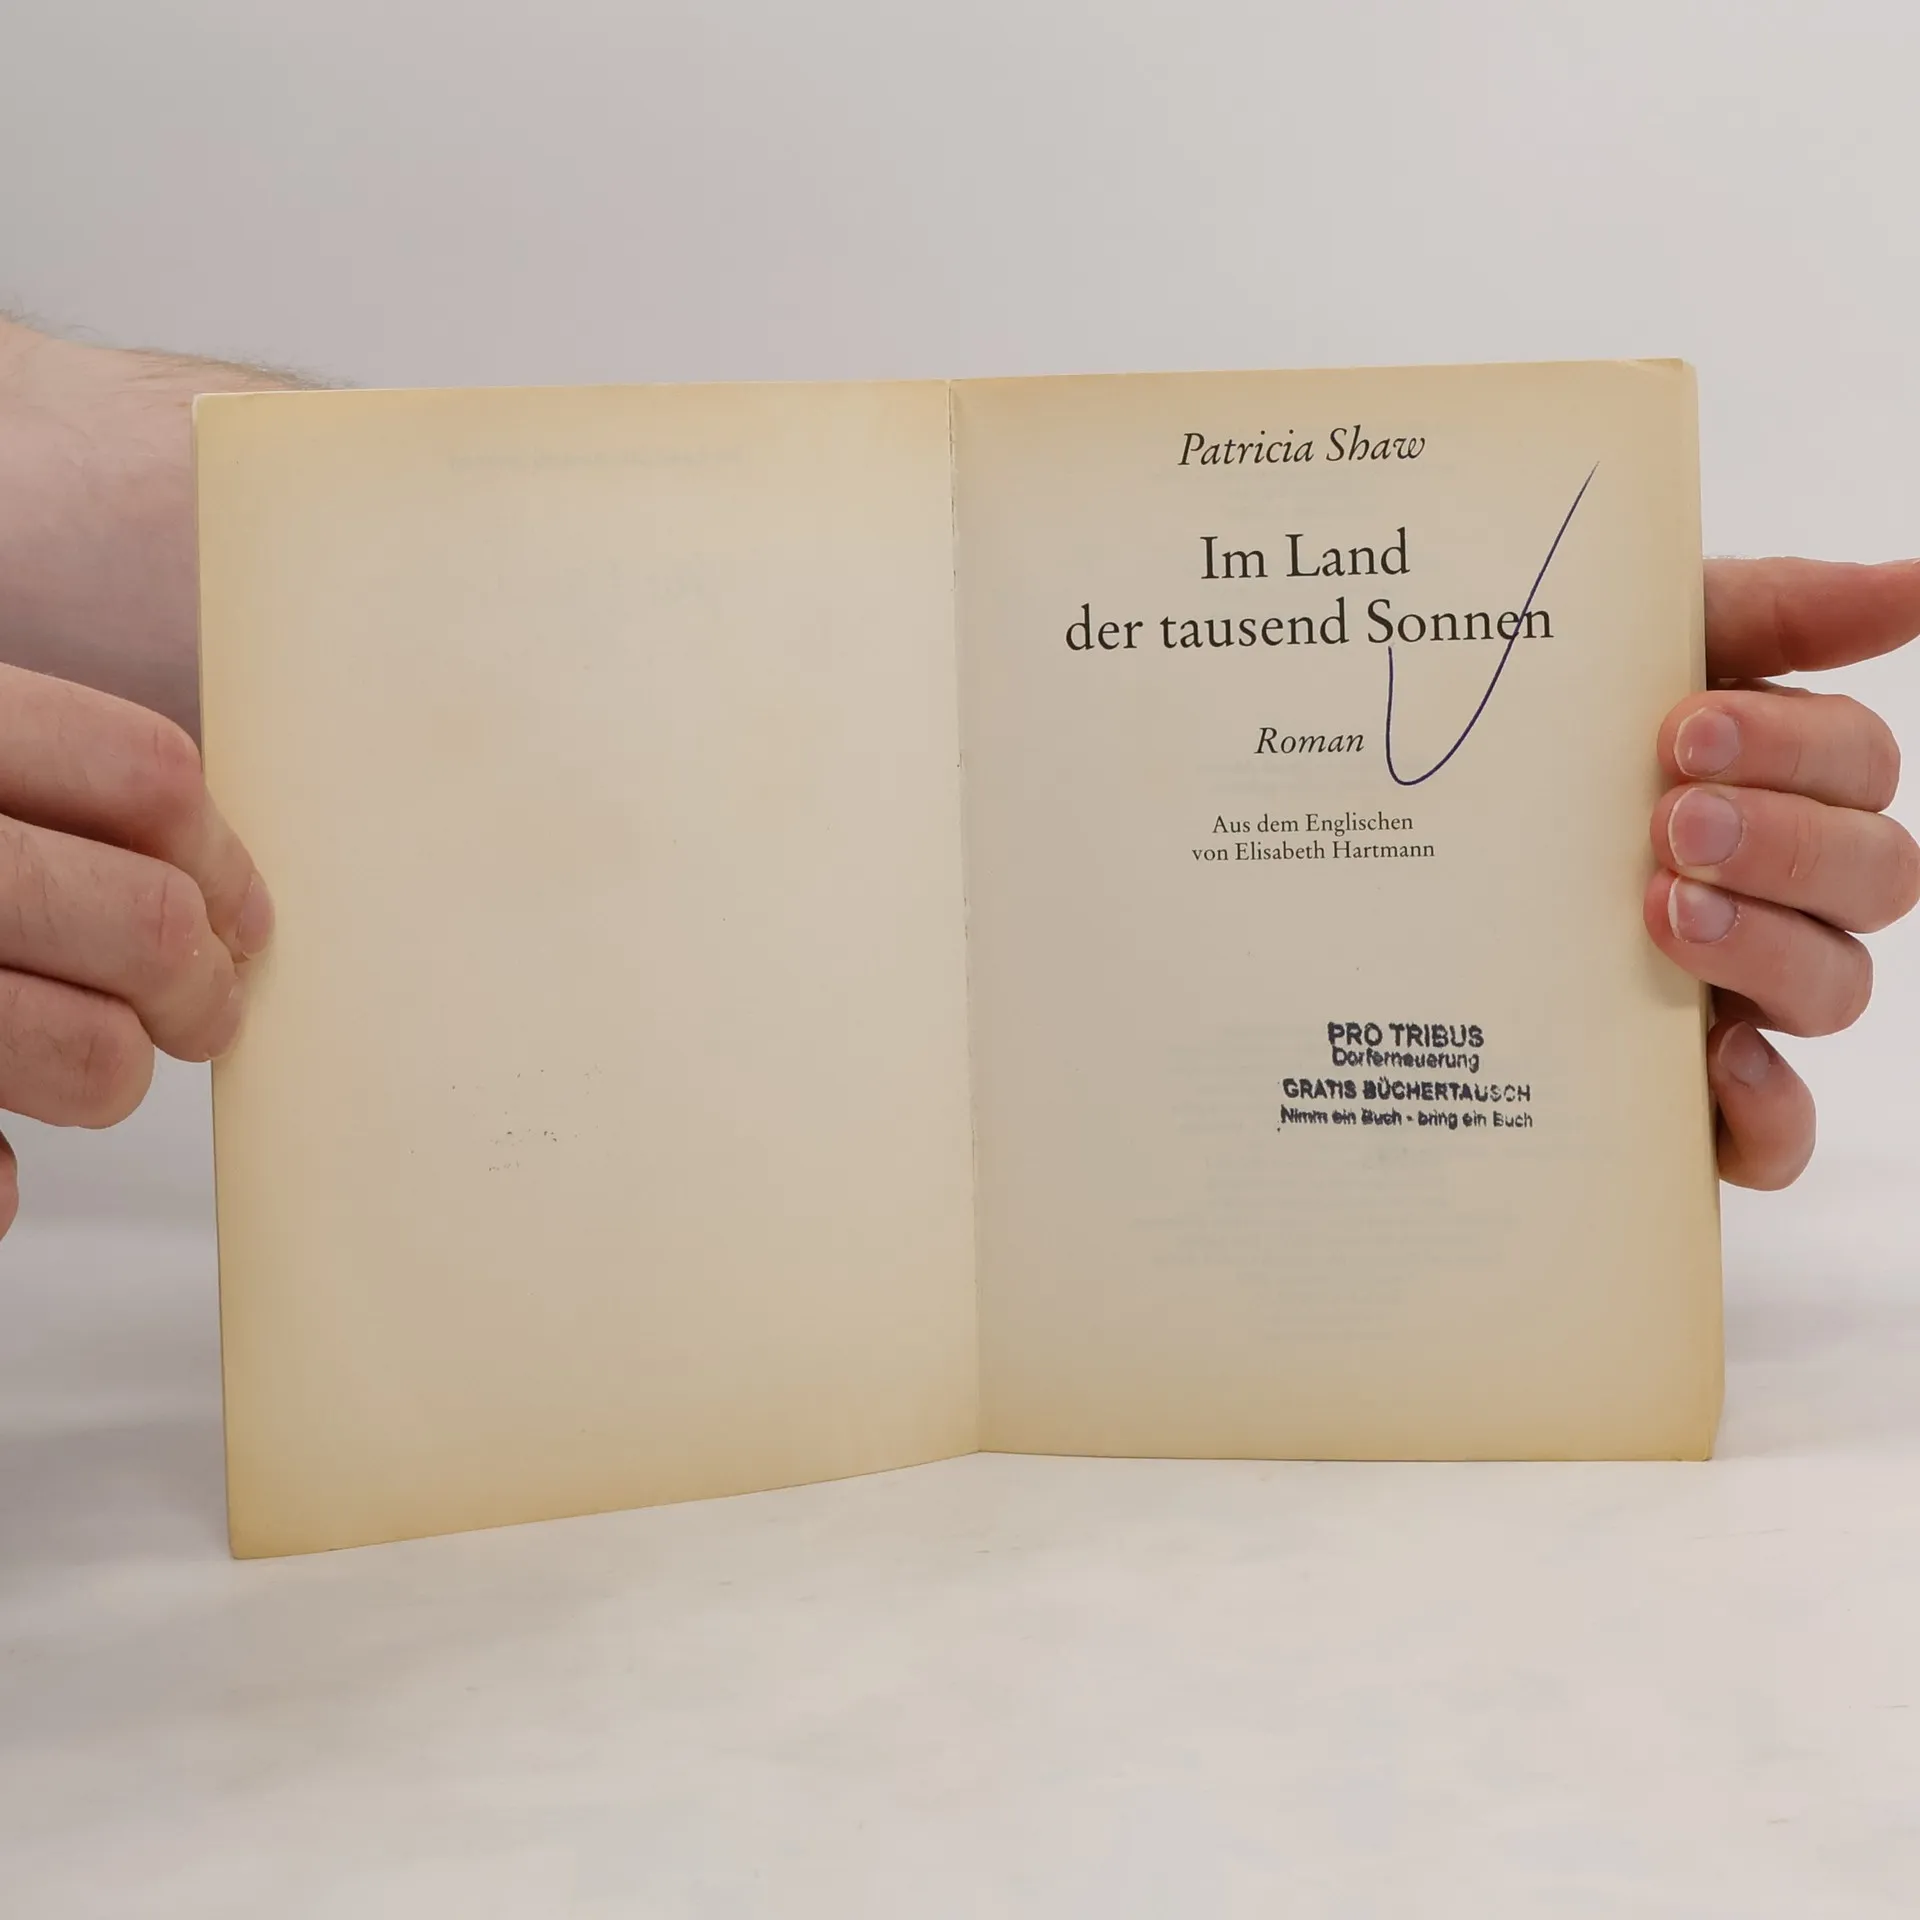 Patricia Shaw
Im Land
der tausend Sonnen
Roman
Aus dem Englischen
von Elisabeth Hartmann
PRO TRIBUS
Dorferneuerung
GRATIS BÜCHERTAUSCH
Nimm ein Buch - bring ein Buch